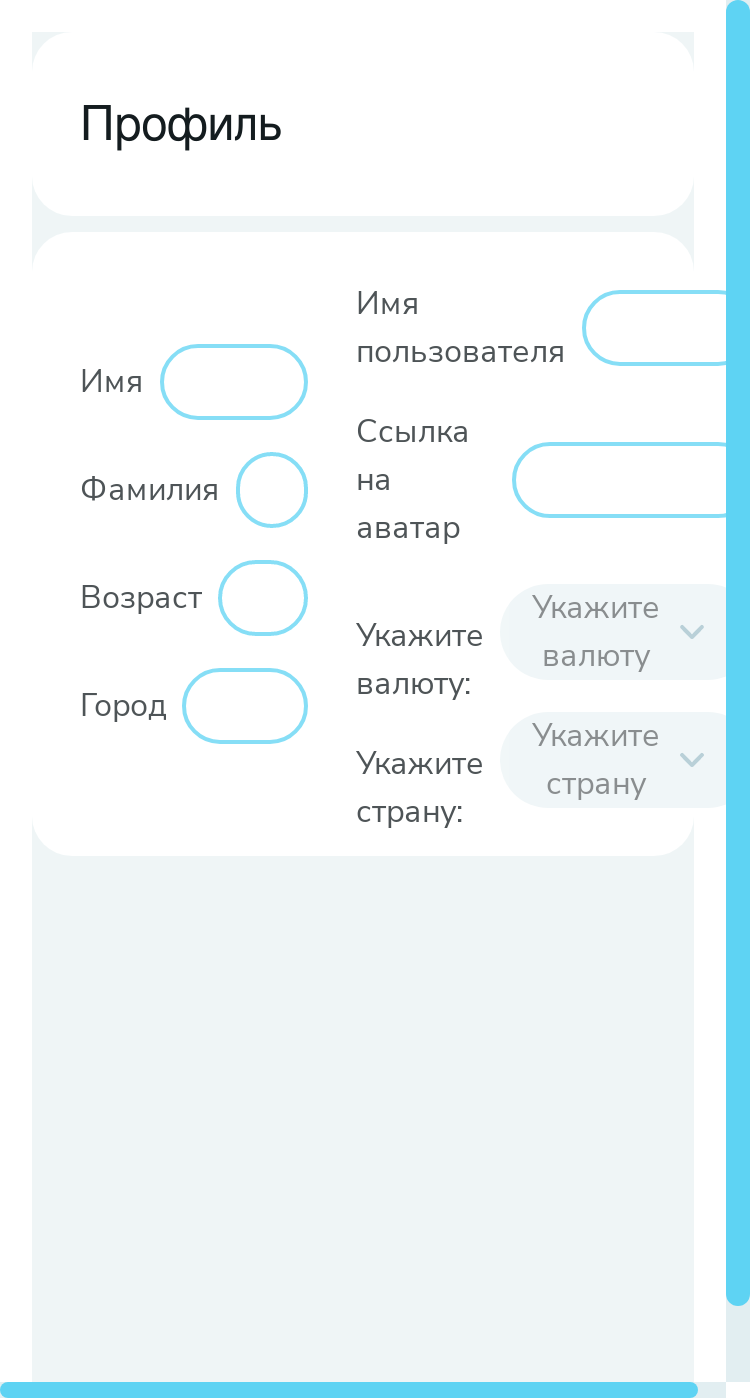 Профиль
Имя
Фамилия
Возраст
Город
Имя
пользователя
Ссылка
на
аватар
Укажите
валюту:
Укажите
валюту
Укажите
страну:
Укажите
страну